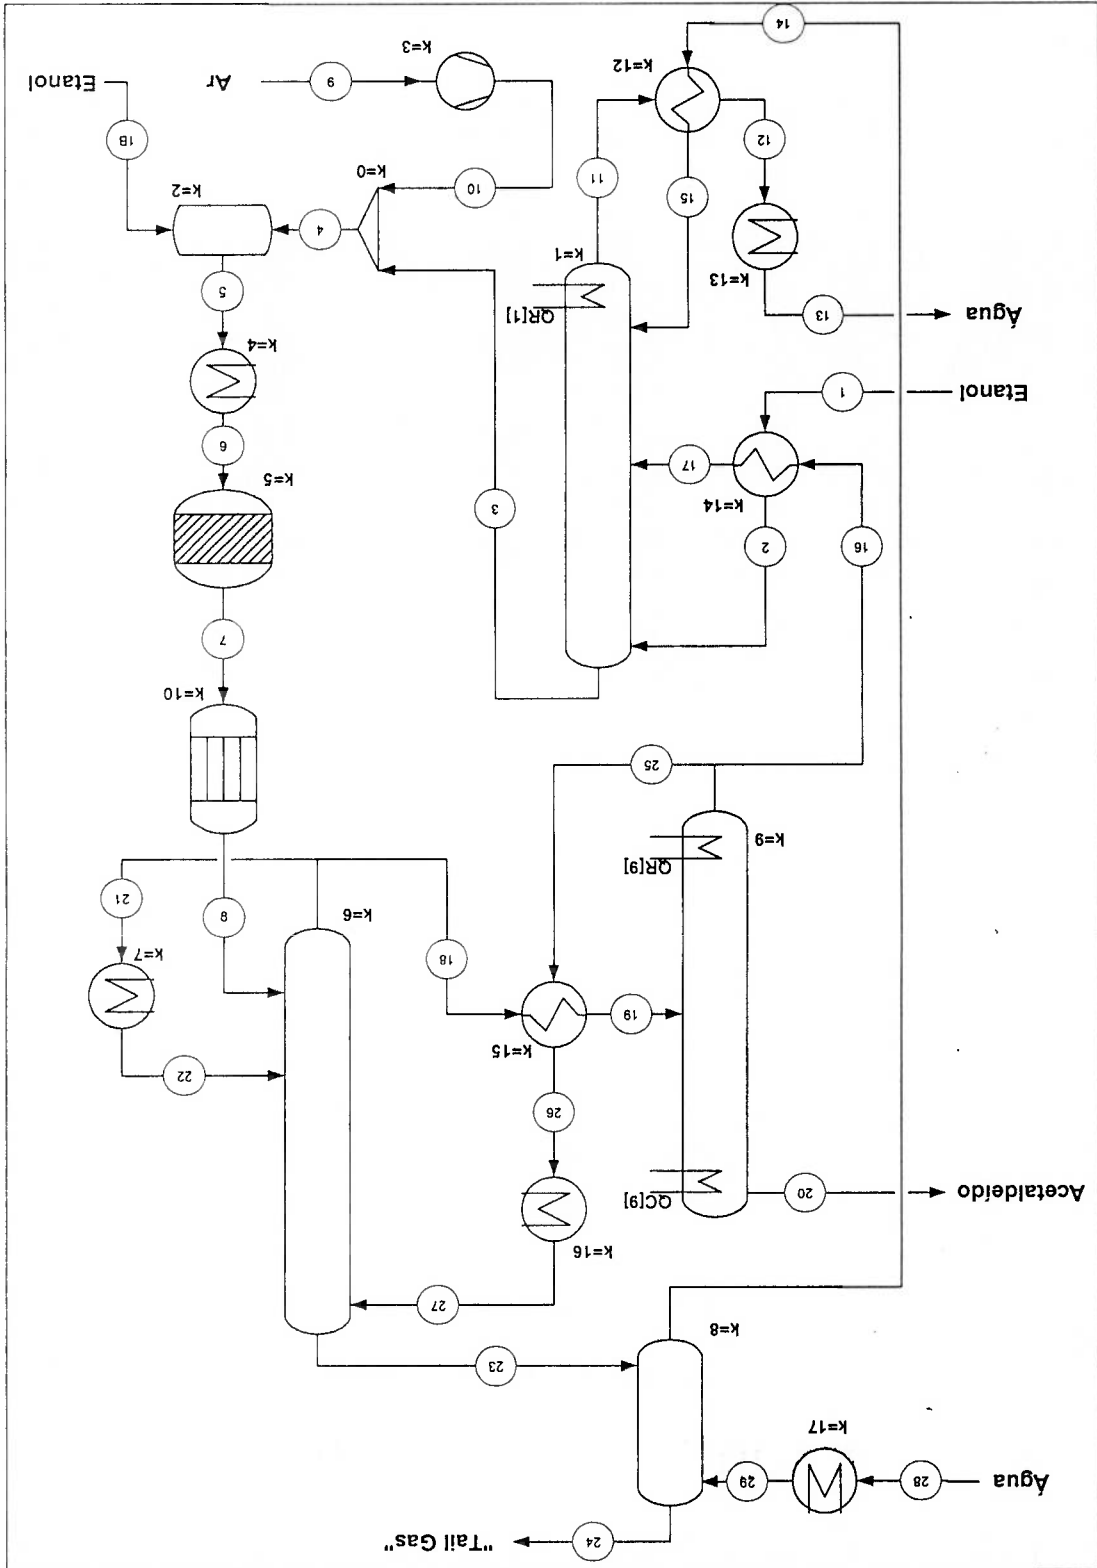 "Tail Gas"
24
Água
28
29
k=17
23
k=8
27
k=16
Acetaldeído
20
QC[9]
26
22
k=15
19
k=7
18
8
21
k=6
QR[9]
k=9
25
k=10
7
16
2
3
k=14
17
k=5
6
Etanol
1
k=4
Água
13
QR[1]
5
k=13
k=1
4
10
15
11
k=2
k=0
12
1B
k=12
Etanol
Ar
9
k=3
14